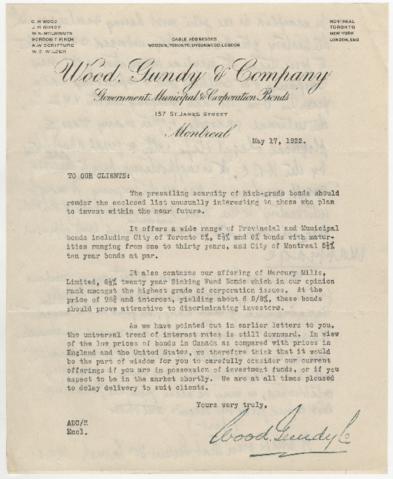 G. H. WOOD
J. H. GUNDY
W. K. McILWRAITH
GORDON T. FINCH
A. W. SCRIPTURE
W. P. WILDER
CABLE ADDRESSES
WOODEN, TORONTO; DYOEWOOD-LONDON
MONTREAL
TORONTO
NEW YORK
LONDON, ENG
Wood, Gundy & Company
Government, Municipal & Corporation Bonds
157 ST. JAMES STREET
Montreal
May 17, 1922.
TO OUR CLIENTS:
The prevailing scarcity of high-grade bonds should
render the enclosed list unusually interesting to those who plan
to invest within the near future.
It offers a wide range of Provincial and Municipal
bonds including City of Toronto 5%, 5½% and 6% bonds with matur-
ities ranging from one to thirty years, and City of Montreal 5½%
ten year bonds at par.
It also contains our offering of Mercury Mills,
Limited, 6½% twenty year Sinking Fund Bonds which in our opinion
rank amongst the highest grade of corporation issues. At the
price of 98½ and interest, yielding about 6 5/8%, these bonds
should prove attractive to discriminating investors.
As we have pointed out in earlier letters to you,
the universal trend of interest rates is still downward. In view
of the low prices of bonds in Canada as compared with prices in
England and the United States, we therefore think that it would
be the part of wisdom for you to carefully consider our current
offerings if you are in possession of investment funds, or if you
expect to be in the market shortly. We are at all times pleased
to delay delivery to suit clients.
Yours very truly,
Wood, Gundy & Co
Encl.